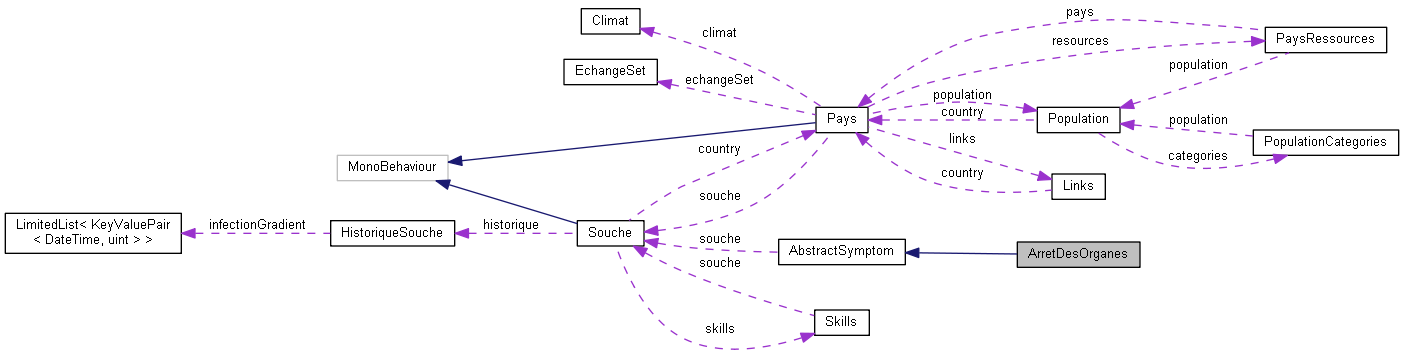 Climat
climat
pays
PaysRessources
resources
EchangeSet
echangeSet
population
population
Pays
country
Population
population
PopulationCategories
links
categories
MonoBehaviour
country
country
Links
souche
LimitedList< KeyValuePair
< DateTime, uint > >
infectionGradient
HistoriqueSouche
historique
Souche
souche
AbstractSymptom
ArretDesOrganes
souche
skills
Skills